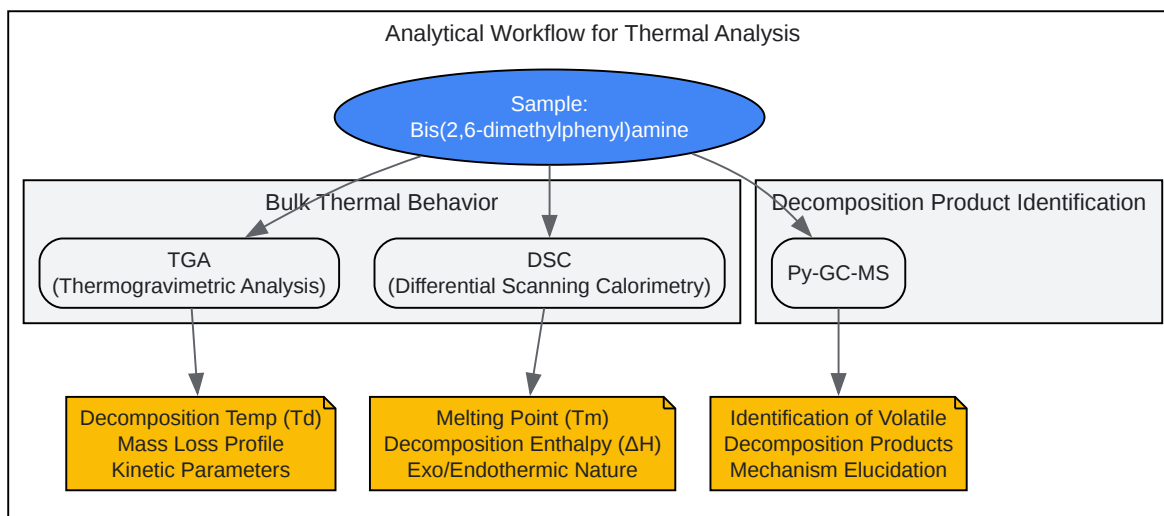 Analytical Workflow for Thermal Analysis
Sample:
Bis(2,6-dimethylphenyl)amine
Bulk Thermal Behavior
Decomposition Product Identification
TGA
(Thermogravimetric Analysis)
DSC
(Differential Scanning Calorimetry)
Py-GC-MS
Decomposition Temp (Td)
Mass Loss Profile
Kinetic Parameters
Melting Point (Tm)
Decomposition Enthalpy (ΔH)
Exo/Endothermic Nature
Identification of Volatile
Decomposition Products
Mechanism Elucidation